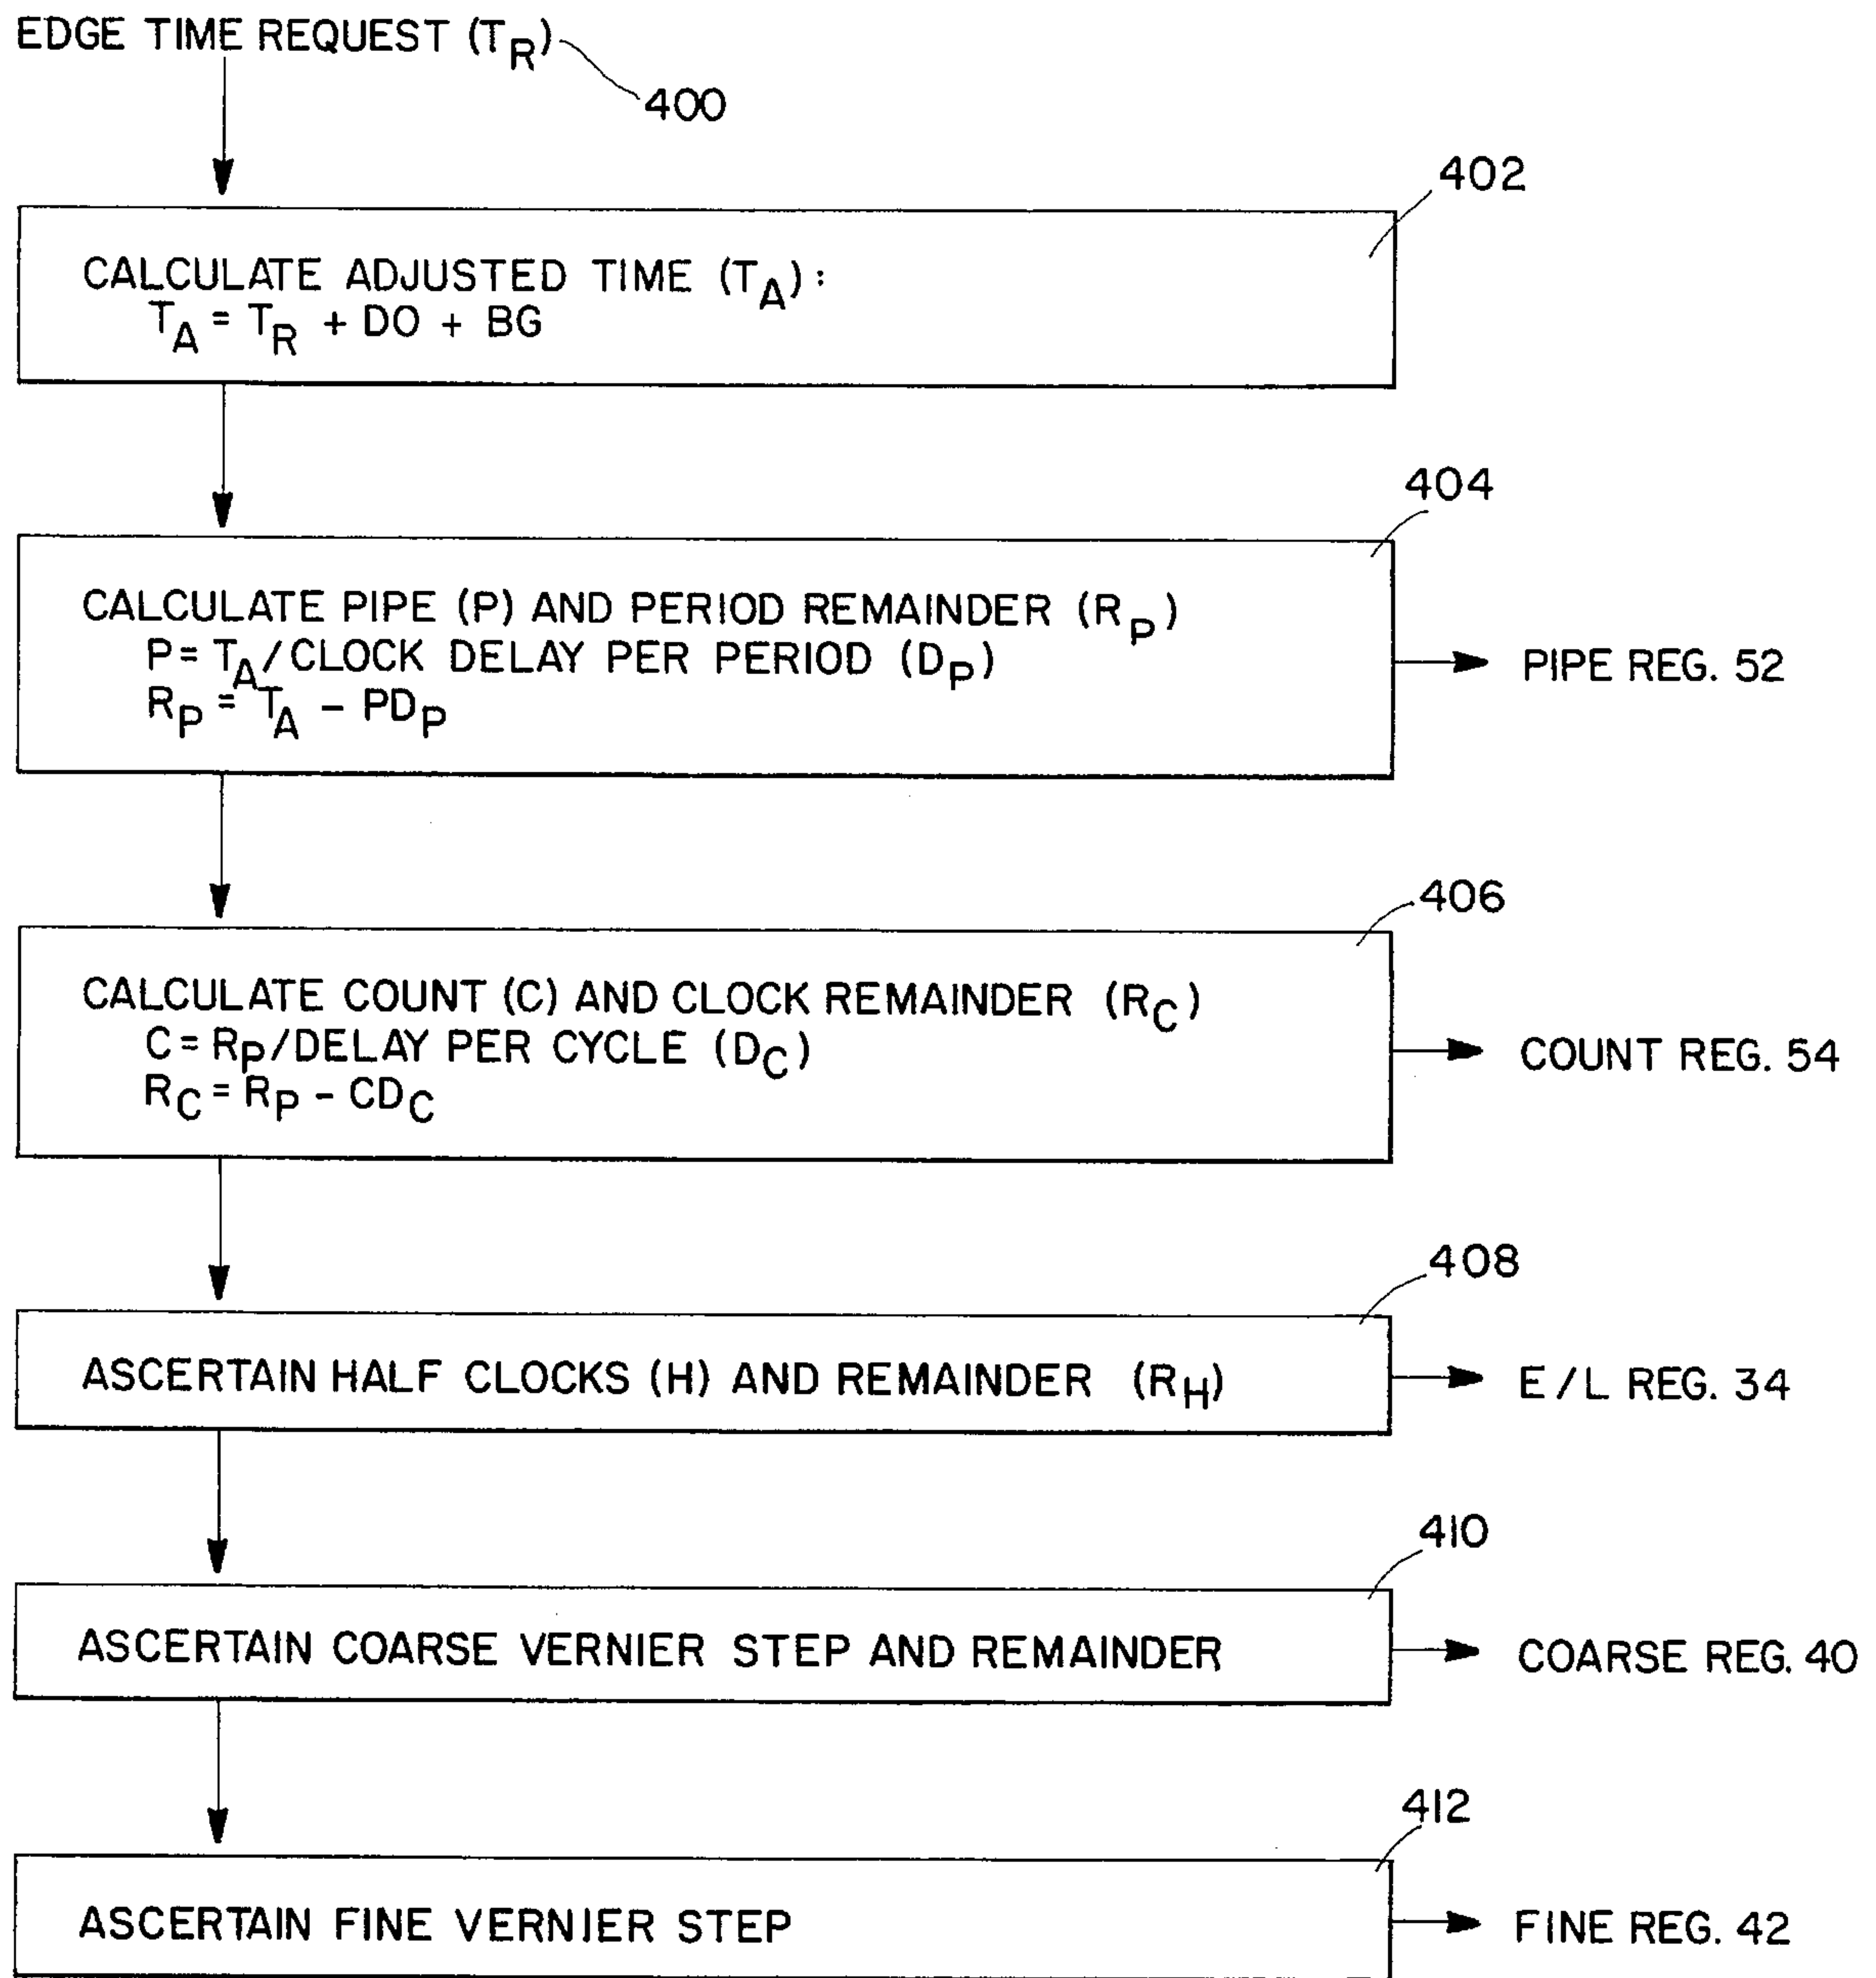 EDGE TIME REQUEST (T_R)
400
402
CALCULATE ADJUSTED TIME (T_A):
T_A = T_R + DO + BG
404
CALCULATE PIPE (P) AND PERIOD REMAINDER (R_P)
P = T_A / CLOCK DELAY PER PERIOD (D_P)
R_P = T_A - PD_P
PIPE REG. 52
406
CALCULATE COUNT (C) AND CLOCK REMAINDER (R_C)
C = R_P / DELAY PER CYCLE (D_C)
R_C = R_P - CD_C
COUNT REG. 54
408
ASCERTAIN HALF CLOCKS (H) AND REMAINDER (R_H)
E/L REG. 34
410
ASCERTAIN COARSE VERNIER STEP AND REMAINDER
COARSE REG. 40
412
ASCERTAIN FINE VERNIER STEP
FINE REG. 42